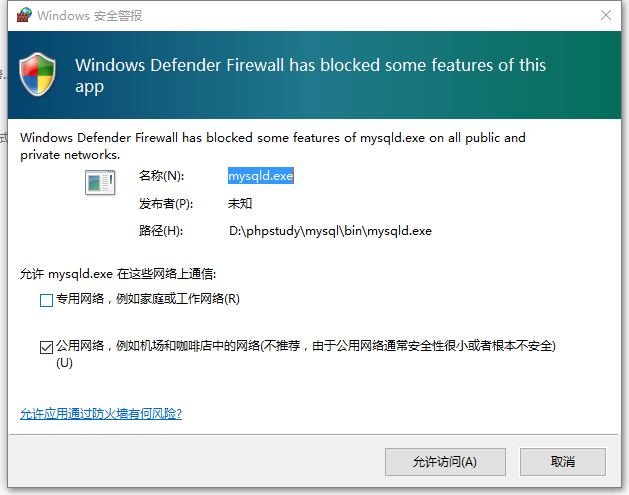 Windows 安全警报
Windows Defender Firewall has blocked some features of this
app
Windows Defender Firewall has blocked some features of mysqld.exe on all public and
private networks.
名称(N): mysqld.exe
发布者(P): 未知
路径(H): D:\phpstudy\mysql\bin\mysqld.exe
允许 mysqld.exe 在这些网络上通信:
专用网络，例如家庭或工作网络(R)
公用网络，例如机场和咖啡店中的网络(不推荐，由于公用网络通常安全性很小或者根本不安全)
(U)
允许应用通过防火墙有何风险?
允许访问(A) 取消